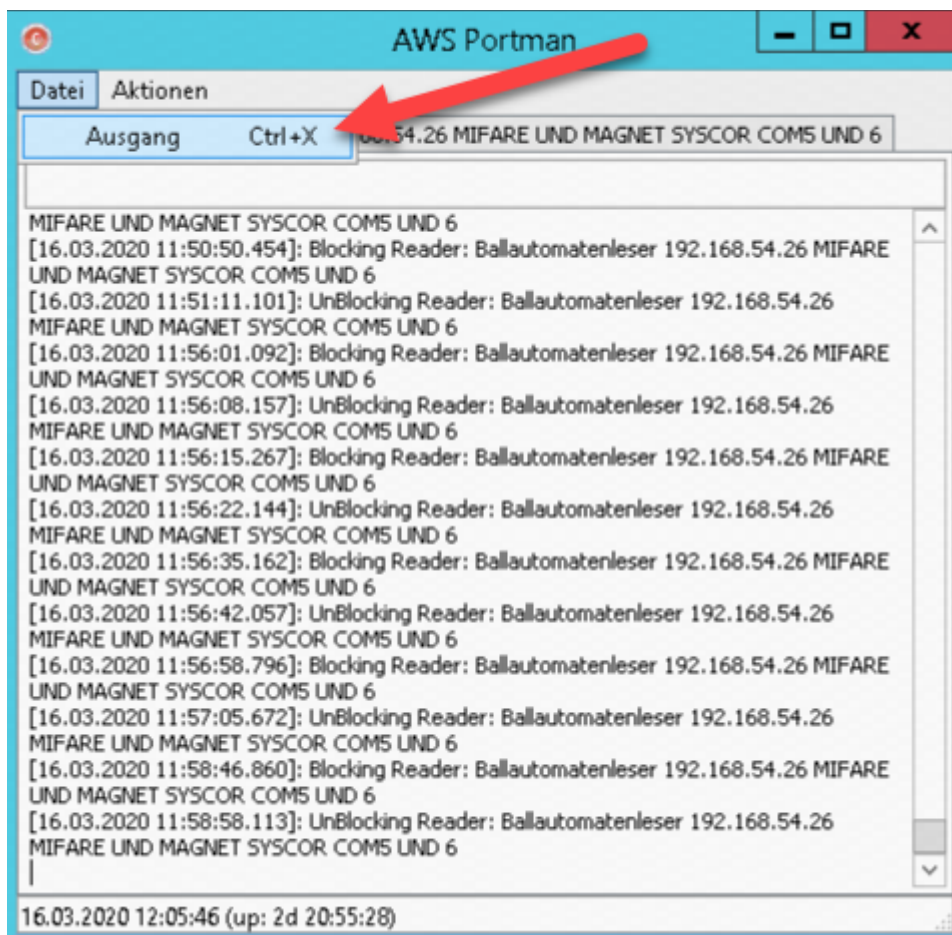 AWS Portman
Datei Aktionen
Ausgang Ctrl+X
54.26 MIFARE UND MAGNET SYSCOR COM5 UND 6
MIFARE UND MAGNET SYSCOR COM5 UND 6
[16.03.2020 11:50:50.454]: Blocking Reader: Ballautomatenleser 192.168.54.26 MIFARE
UND MAGNET SYSCOR COM5 UND 6
[16.03.2020 11:51:11.101]: UnBlocking Reader: Ballautomatenleser 192.168.54.26
MIFARE UND MAGNET SYSCOR COM5 UND 6
[16.03.2020 11:56:01.092]: Blocking Reader: Ballautomatenleser 192.168.54.26 MIFARE
UND MAGNET SYSCOR COM5 UND 6
[16.03.2020 11:56:08.157]: UnBlocking Reader: Ballautomatenleser 192.168.54.26
MIFARE UND MAGNET SYSCOR COM5 UND 6
[16.03.2020 11:56:15.267]: Blocking Reader: Ballautomatenleser 192.168.54.26 MIFARE
UND MAGNET SYSCOR COM5 UND 6
[16.03.2020 11:56:22.144]: UnBlocking Reader: Ballautomatenleser 192.168.54.26
MIFARE UND MAGNET SYSCOR COM5 UND 6
[16.03.2020 11:56:35.162]: Blocking Reader: Ballautomatenleser 192.168.54.26 MIFARE
UND MAGNET SYSCOR COM5 UND 6
[16.03.2020 11:56:42.057]: UnBlocking Reader: Ballautomatenleser 192.168.54.26
MIFARE UND MAGNET SYSCOR COM5 UND 6
[16.03.2020 11:56:58.796]: Blocking Reader: Ballautomatenleser 192.168.54.26 MIFARE
UND MAGNET SYSCOR COM5 UND 6
[16.03.2020 11:57:05.672]: UnBlocking Reader: Ballautomatenleser 192.168.54.26
MIFARE UND MAGNET SYSCOR COM5 UND 6
[16.03.2020 11:58:46.860]: Blocking Reader: Ballautomatenleser 192.168.54.26 MIFARE
UND MAGNET SYSCOR COM5 UND 6
[16.03.2020 11:58:58.113]: UnBlocking Reader: Ballautomatenleser 192.168.54.26
MIFARE UND MAGNET SYSCOR COM5 UND 6
16.03.2020 12:05:46 (up: 2d 20:55:28)